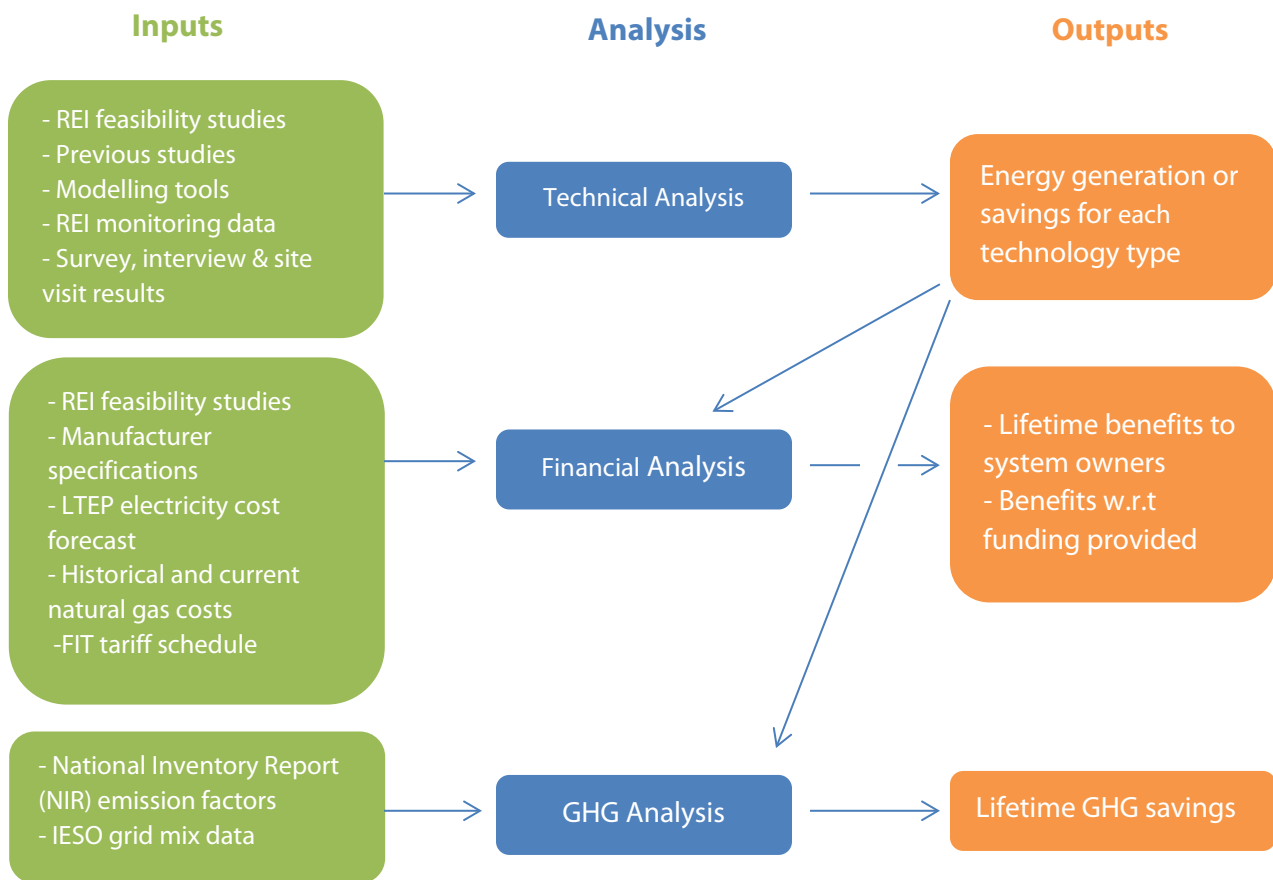 Inputs
Analysis
Outputs
- REI feasibility studies
- Previous studies
- Modelling tools
- REI monitoring data
- Survey, interview & site
visit results
Technical Analysis
Energy generation or
savings for each
technology type
- REI feasibility studies
- Manufacturer
specifications
- LTEP electricity cost
forecast
- Historical and current
natural gas costs
-FIT tariff schedule
Financial Analysis
- Lifetime benefits to
system owners
- Benefits w.r.t
funding provided
- National Inventory Report
(NIR) emission factors
- IESO grid mix data
GHG Analysis
Lifetime GHG savings